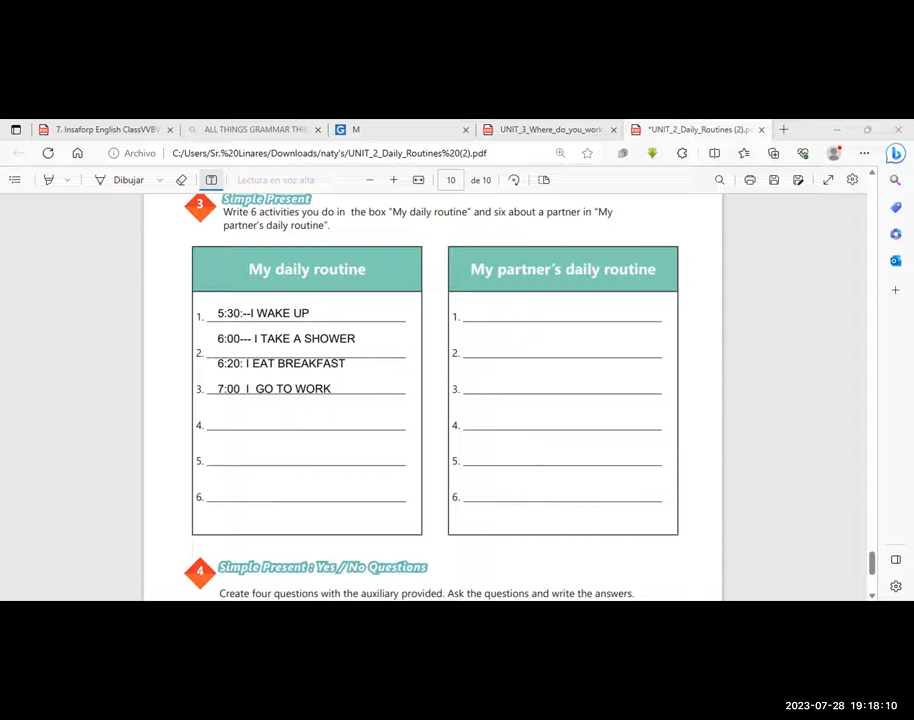 7. Insaforp English ClassVVBV
ALL THINGS GRAMMAR THI
M
UNIT_3_Where_do_you_work
*UNIT_2_Daily_Routines (2).p
Archivo C:/Users/Sr.%20Linares/Downloads/naty's/UNIT_2_Daily_Routines%20(2).pdf
Dibujar Lectura en voz alta 10 de 10
3 Simple Present
Write 6 activities you do in the box "My daily routine" and six about a partner in "My
partner's daily routine".
My daily routine
1. 5:30:--I WAKE UP
6:00--- I TAKE A SHOWER
2.
6:20: I EAT BREAKFAST
3. 7:00 I GO TO WORK
4.
5.
6.
My partner's daily routine
1.
2.
3.
4.
5.
6.
4 Simple Present : Yes / No Questions
Create four questions with the auxiliary provided. Ask the questions and write the answers.
2023-07-28 19:18:10